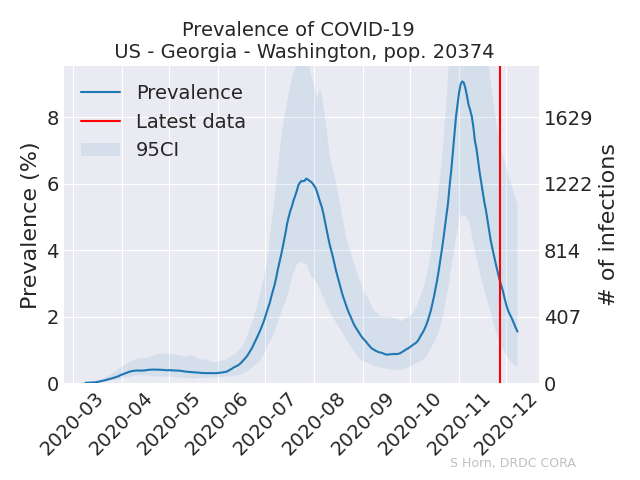 Prevalence of COVID-19
US - Georgia - Washington, pop. 20374
Prevalence
Latest data
95CI
Prevalence (%)
8
6
4
2
0
1629
1222
814
407
0
# of infections
2020-03
2020-04
2020-05
2020-06
2020-07
2020-08
2020-09
2020-10
2020-11
2020-12
S Horn, DRDC CORA